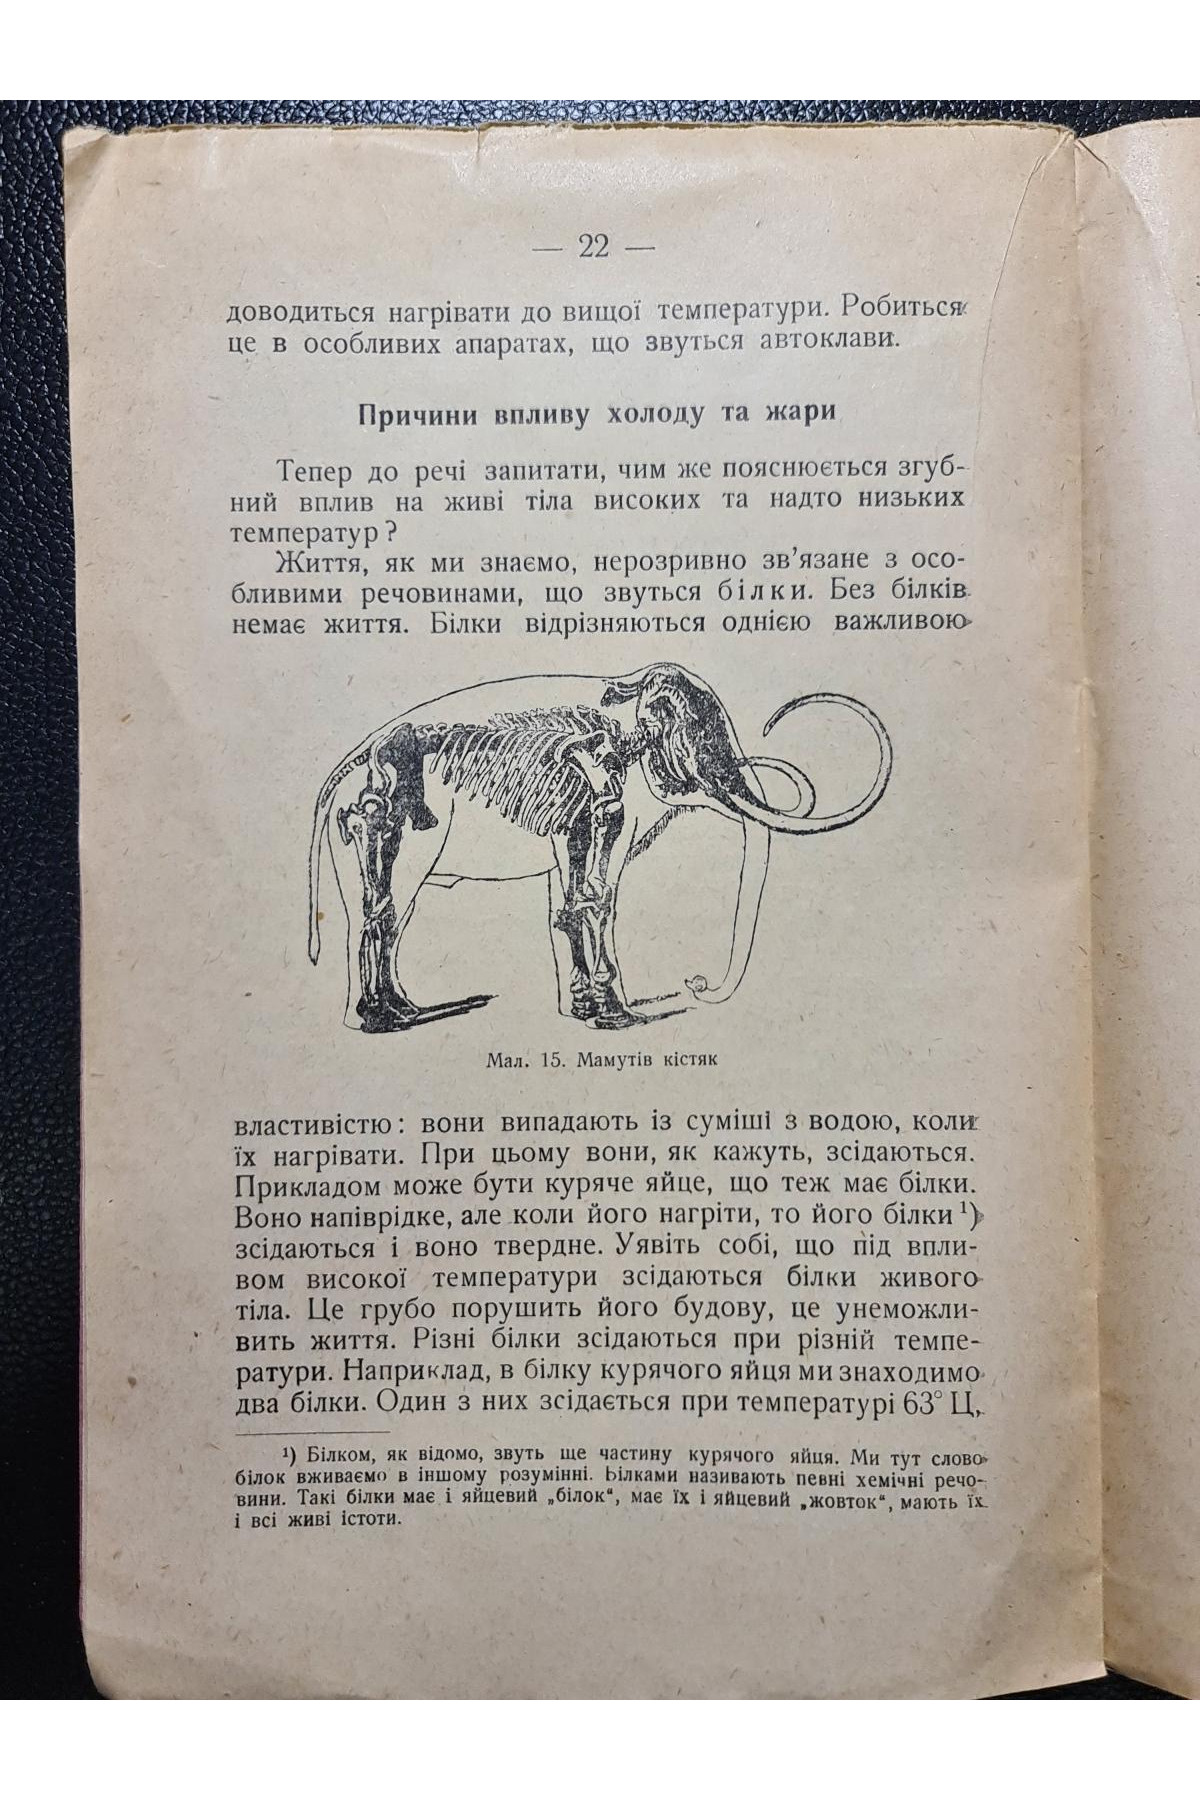 — 22 —
доводиться нагрівати до вищої температури. Робиться
це в особливих апаратах, що звуться автоклави.
Причини впливу холоду та жари
Тепер до речі запитати, чим же пояснюється згуб-
ний вплив на живі тіла високих та надто низьких
температур?
Життя, як ми знаємо, нерозривно зв'язане з осо-
бливими речовинами, що звуться білки. Без білків
немає життя. Білки відрізняються однією важливою
Мал. 15. Мамутів кістяк
властивістю: вони випадають із суміші з водою, коли
їх нагрівати. При цьому вони, як кажуть, зсідаються.
Прикладом може бути куряче яйце, що теж має білки.
Воно напіврідке, але коли його нагріти, то його білки ¹)
зсідаються і воно твердне. Уявіть собі, що під впли-
вом високої температури зсідаються білки живого
тіла. Це грубо порушить його будову, це унеможли-
вить життя. Різні білки зсідаються при різній темпе-
ратури. Наприклад, в білку курячого яйця ми знаходимо
два білки. Один з них зсідається при температурі 63° Ц,
¹) Білком, як відомо, звуть ще частину курячого яйця. Ми тут слово
білок вживаємо в іншому розумінні. Білками називають певні хемічні речо-
вини. Такі білки має і яйцевий „білок“, має їх і яйцевий „жовток“, мають їх
і всі живі істоти.